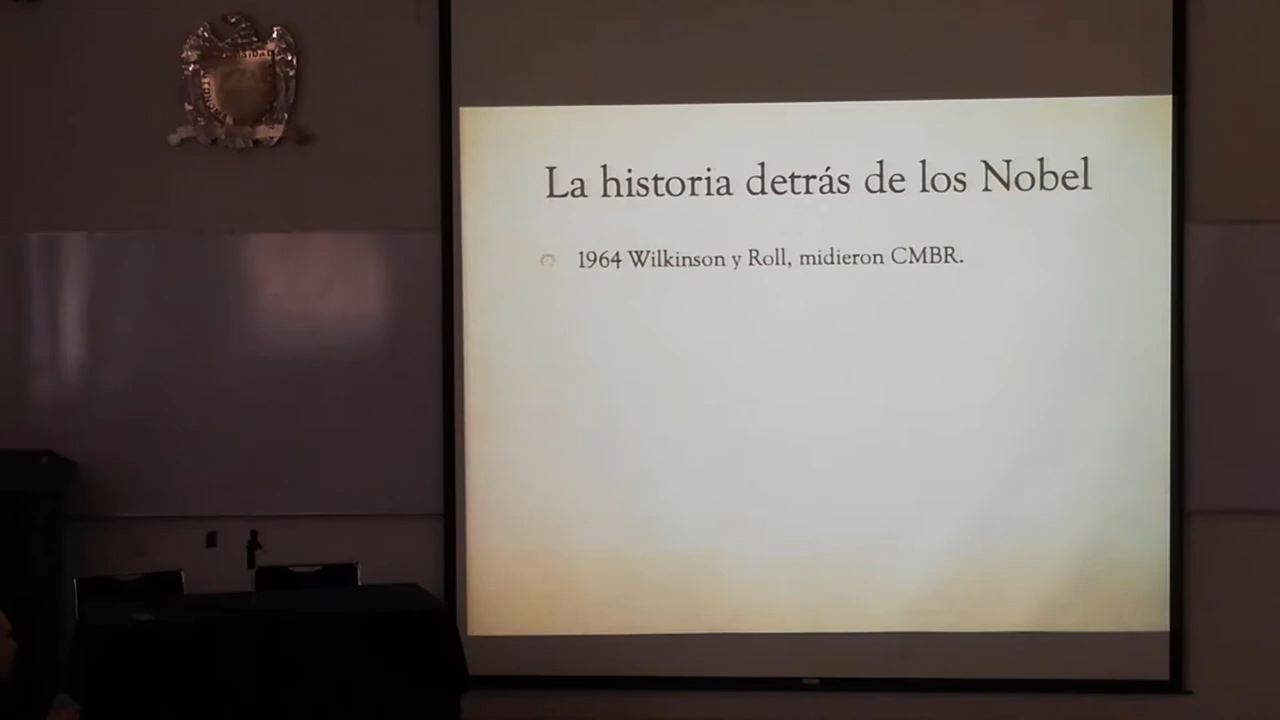 La historia detrás de los Nobel
1964 Wilkinson y Roll, midieron CMBR.